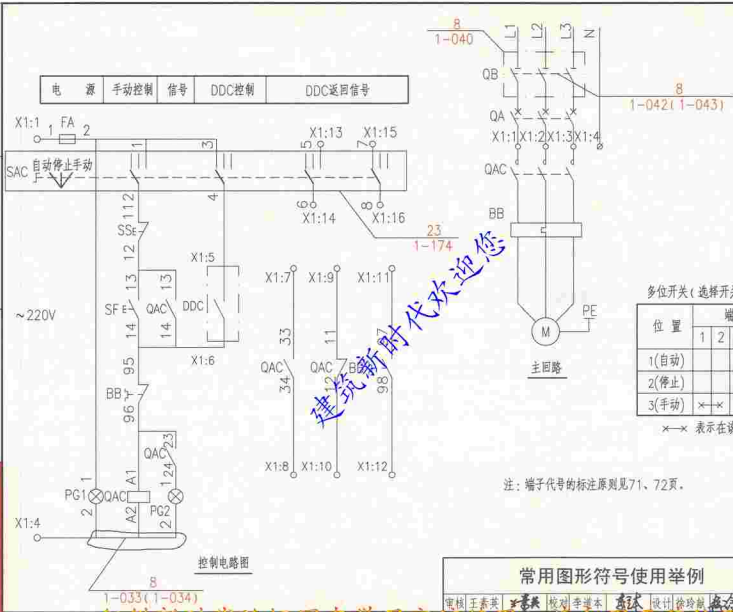 8
1-040
L1 L2 L3 N
QB
8
1-042(1-043)
QA
X1:1 X1:2 X1:3 X1:4
QAC
BB
M
PE
主回路
电 源 手动控制 信号 DDC控制 DDC返回信号
X1:1 FA
1 2
1 3 5 X1:13 7 X1:15
SAC 自动停止手动
112 4 6 X1:14 8 X1:16
23
1-174
SS
12
X1:5
13 13
SF QAC DDC
14 14
X1:6
~220V
95
BB
96
23
QAC
24
1 A1 1
PG1 QAC PG2
2 A2 2
X1:4
8
1-033(1-034)
控制电路图
X1:7 X1:9 X1:11
33 11
QAC QAC
34 12 98
X1:8 X1:10 X1:12
建筑新时代欢迎您
多位开关(选择开
位 置
1 2
1(自动)
2(停止)
3(手动) ×—×
×—× 表示在
注：端子代号的标注原则见71、72页.
常用图形符号使用举例
审核 王素英 校对 李道本 设计